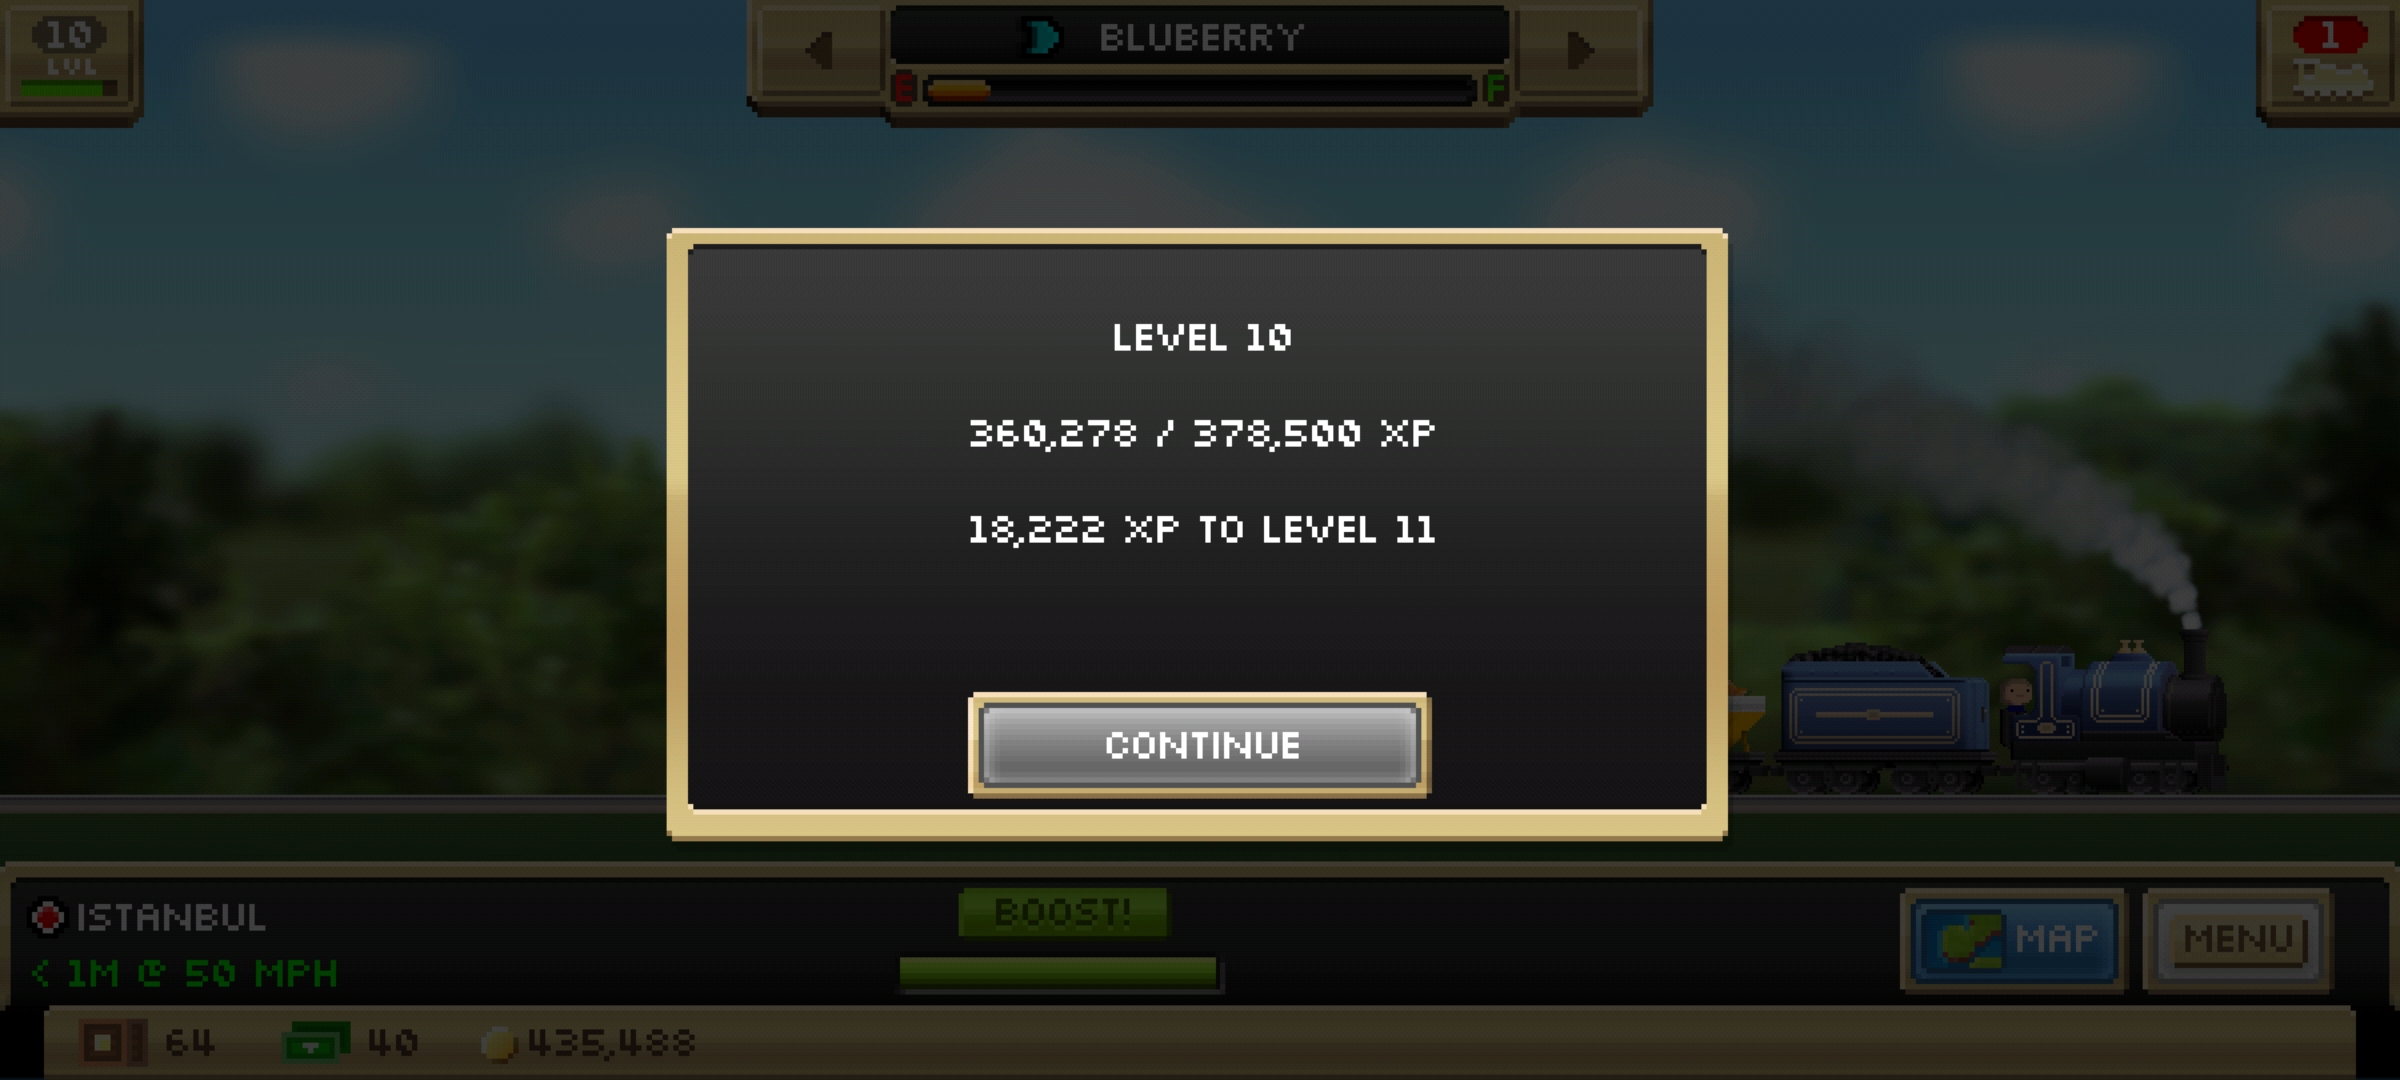 10
LVL
BLUBERRY
E F
1
LEVEL 10
360,278 / 378,500 XP
18,222 XP TO LEVEL 11
CONTINUE
ISTANBUL
< 1M @ 50 MPH
BOOST!
MAP
MENU
64 40 435,488